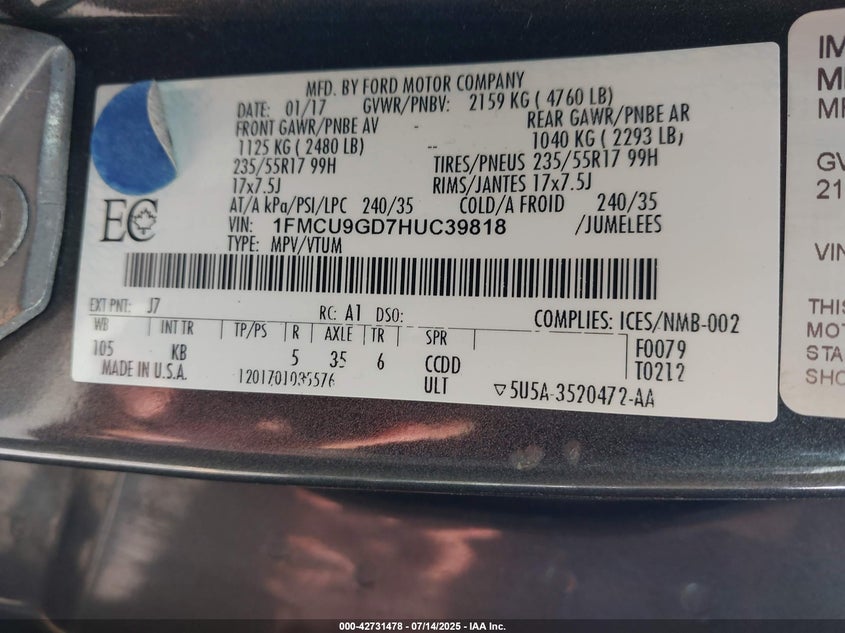 MFD. BY FORD MOTOR COMPANY
DATE: 01/17 GVWR/PNBV: 2159 KG ( 4760 LB)
FRONT GAWR/PNBE AV REAR GAWR/PNBE AR
1125 KG ( 2480 LB) -- 1040 KG ( 2293 LB)
235/55R17 99H TIRES/PNEUS 235/55R17 99H
17x7.5J RIMS/JANTES 17x7.5J
AT/A kPa/PSI/LPC 240/35 COLD/A FROID 240/35
VIN: 1FMCU9GD7HUC39818 /JUMELEES
TYPE: MPV/VTUM
EC
EXT PNT: J7 RC: A1 DSO: COMPLIES: ICES/NMB-002
WB INT TR TP/PS R AXLE TR SPR F0079
105 KB 5 35 6 CCDD T0212
MADE IN U.S.A. 1201701035576 ULT ▽5U5A-3520472-AA
IM
ME
MF
GV
21
VIN
THIS
MOT
STA
SHO
000-42731478 - 07/14/2025 - IAA Inc.